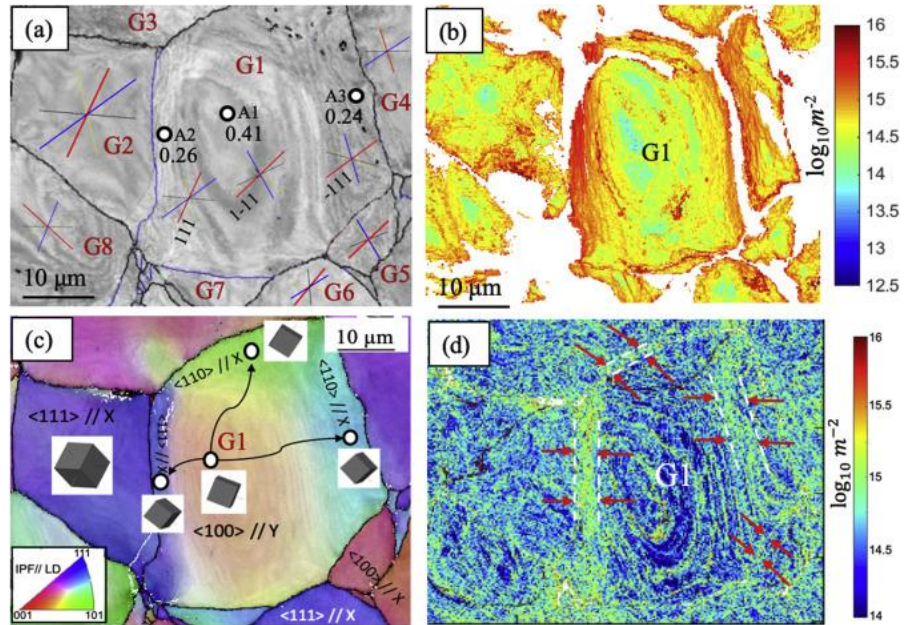 (a)
G3
G1
G4
A3
0.24
A1
0.41
A2
0.26
G2
111
1-11
-111
G8
G5
G7
G6
10 µm
(b)
G1
10 µm
16
15.5
15
14.5
14
13.5
13
12.5
log₁₀m⁻²
(c)
10 µm
<110> // X
<110> // X
<111> // X
<111> // X
G1
<100> // Y
<100> // X
<111> // X
IPF// LD
111
001
101
(d)
G1
16
15.5
15
14.5
14
log₁₀ m⁻²